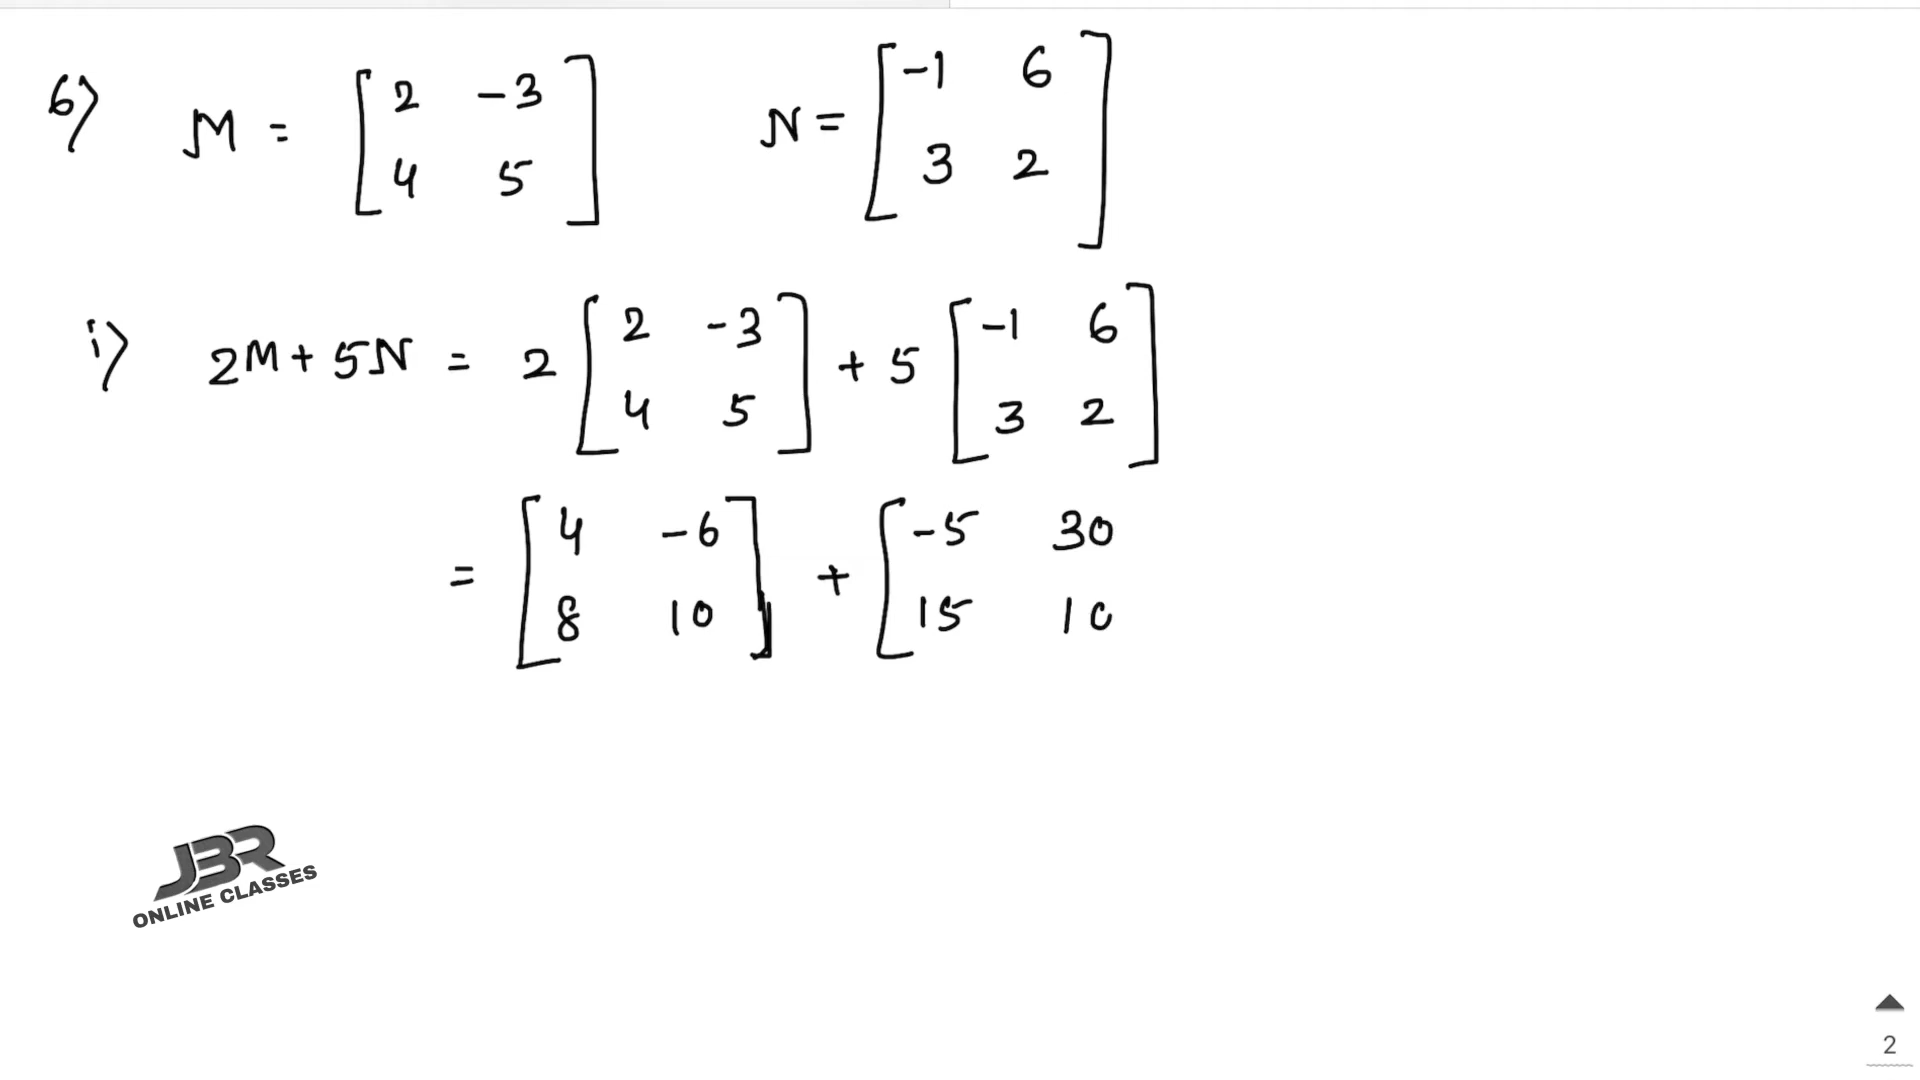 6) M = [ 2 -3 ] N = [ -1 6 ]
[ 4 5 ] [ 3 2 ]
i) 2M + 5N = 2 [ 2 -3 ] + 5 [ -1 6 ]
[ 4 5 ] [ 3 2 ]
= [ 4 -6 ] + [ -5 30
[ 8 10 ] [ 15 10
JBR
ONLINE CLASSES
2